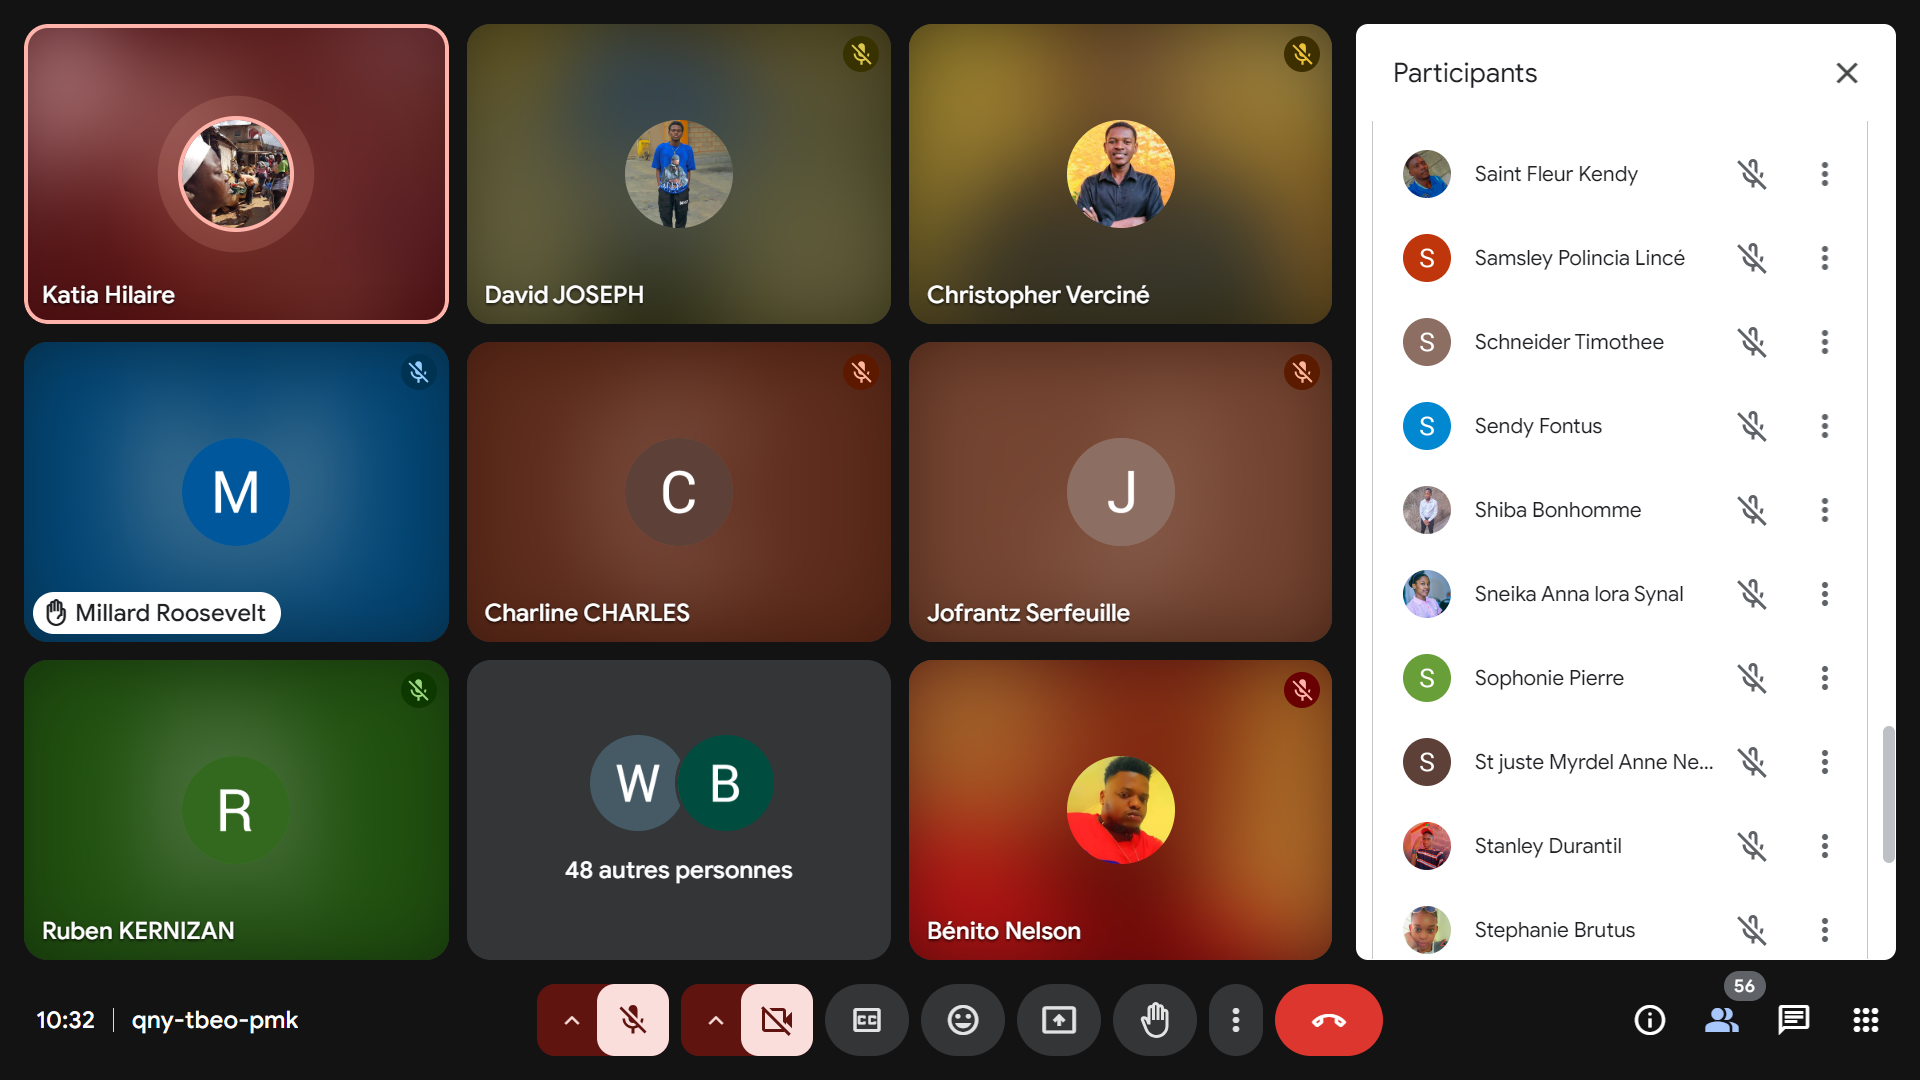 Katia Hilaire
David JOSEPH
Christopher Verciné
M
Millard Roosevelt
C
Charline CHARLES
J
Jofrantz Serfeuille
R
Ruben KERNIZAN
W B
48 autres personnes
Bénito Nelson
Participants
Saint Fleur Kendy
S Samsley Polincia Lincé
S Schneider Timothee
S Sendy Fontus
Shiba Bonhomme
Sneika Anna lora Synal
S Sophonie Pierre
S St juste Myrdel Anne Ne...
Stanley Durantil
Stephanie Brutus
10:32 | qny-tbeo-pmk
CC
56